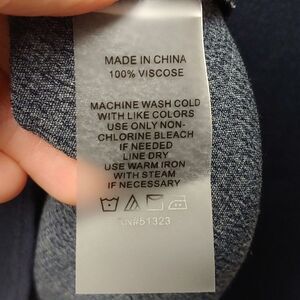 MADE IN CHINA
100% VISCOSE
MACHINE WASH COLD
WITH LIKE COLORS
USE ONLY NON-
CHLORINE BLEACH
IF NEEDED
LINE DRY
USE WARM IRON
WITH STEAM
IF NECESSARY
RN#51323